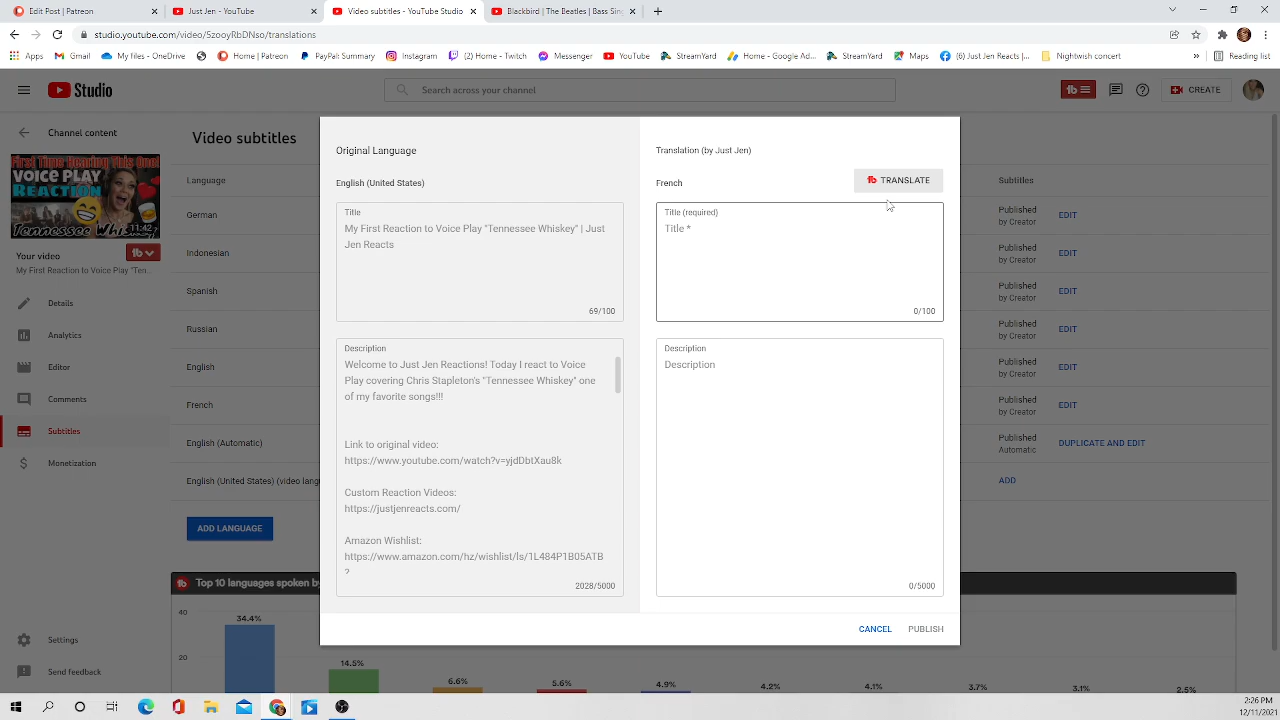 Edit Post | Patreon
YouTube Studio
Video subtitles - YouTube Studio
Blackbird | The Beatles | Bass Sing
studio.youtube.com/video/SzooyRbDNso/translations
Apps
Gmail
OnlyMyChannel - Dr...
Home | Patreon
PayPal Summary
Instagram
Twitch
Messenger
YouTube
StreamYard
Home - Google Ad...
StreamYard
Maps
(6) Just Jen Reacts |...
Nightwish covers
»
Reading list
Studio
Search across your channel
CREATE
Channel content
Video subtitles
First Time Hearing This One!
VOICE PLAY
REACTION
Tennessee Whiskey
11:42
Your video
My First Reaction to Voice Play "Ten...
Details
Analytics
Editor
Comments
Subtitles
Monetization
Settings
Send feedback
Language
Subtitles
German
Published
by Creator
EDIT
Indonesian
Published
by Creator
EDIT
Spanish
Published
by Creator
EDIT
Russian
Published
by Creator
EDIT
English
Published
by Creator
EDIT
French
Published
by Creator
EDIT
English (Automatic)
Published
Automatic
DUPLICATE AND EDIT
English (United States) (video lang
ADD
ADD LANGUAGE
Original Language
English (United States)
Title
My First Reaction to Voice Play "Tennessee Whiskey" | Just
Jen Reacts
69/100
Description
Welcome to Just Jen Reactions! Today I react to Voice
Play covering Chris Stapleton's "Tennessee Whiskey" one
of my favorite songs!!!
Link to original video:
https://www.youtube.com/watch?v=yjdDbtXau8k
Custom Reaction Videos:
https://justjenreacts.com/
Amazon Wishlist:
https://www.amazon.com/hz/wishlist/ls/1L484P1B05ATB
?
2028/5000
Translation (by Just Jen)
French
TRANSLATE
Title (required)
Title *
0/100
Description
Description
0/5000
CANCEL
PUBLISH
Top 10 languages spoken by
40
20
34.4%
14.5%
6.6%
5.6%
4.9%
4.2%
4.1%
3.7%
3.1%
2.5%
2:26 PM
12/11/2021